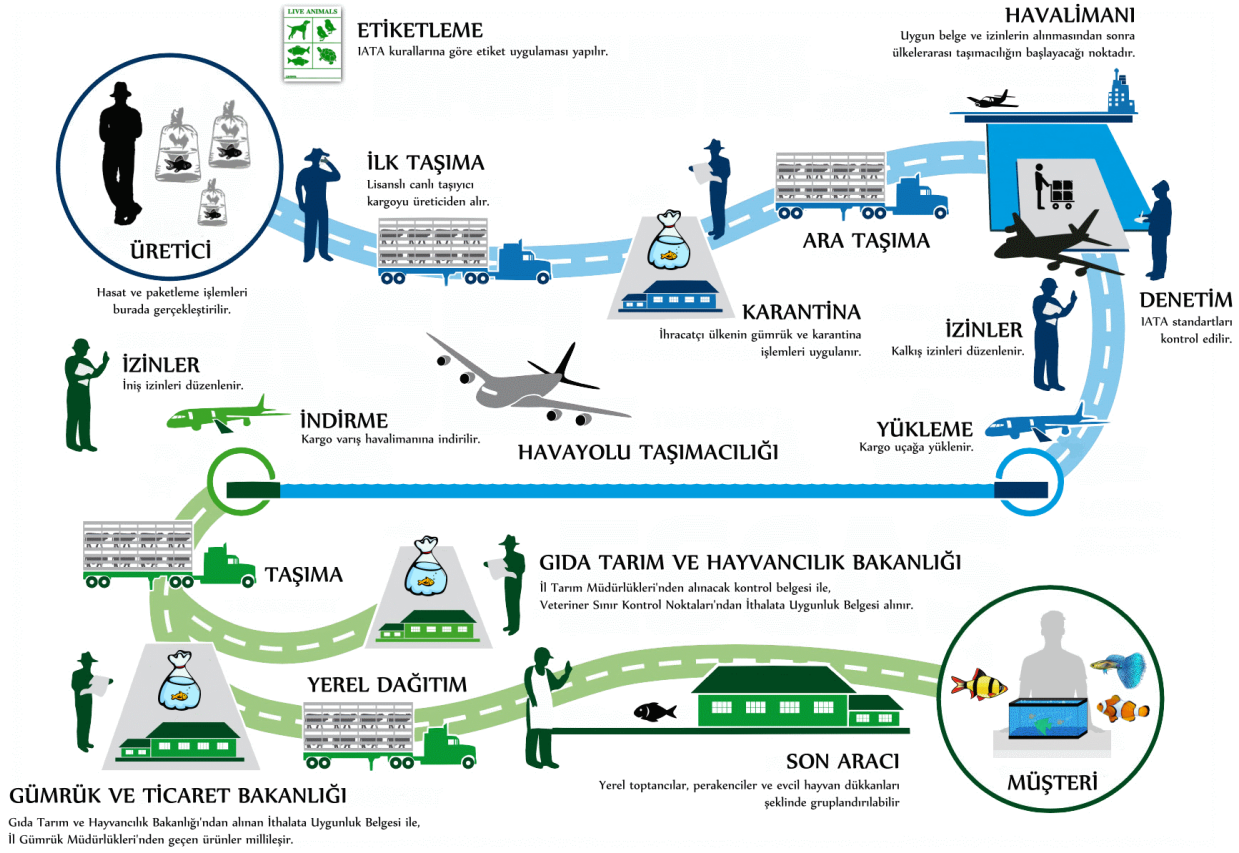 LIVE ANIMALS
ETİKETLEME
IATA kurallarına göre etiket uygulaması yapılır.
HAVALİMANI
Uygun belge ve izinlerin alınmasından sonra
ülkelerarası taşımacılığın başlayacağı noktadır.
ÜRETİCİ
Hasat ve paketleme işlemleri
burada gerçekleştirilir.
İLK TAŞIMA
Lisanslı canlı taşıyıcı
kargoyu üreticiden alır.
KARANTİNA
İhracatçı ülkenin gümrük ve karantina
işlemleri uygulanır.
ARA TAŞIMA
DENETİM
IATA standartları
kontrol edilir.
İZİNLER
Kalkış izinleri düzenlenir.
YÜKLEME
Kargo uçağa yüklenir.
HAVAYOLU TAŞIMACILIĞI
İZİNLER
İniş izinleri düzenlenir.
İNDİRME
Kargo varış havalimanına indirilir.
TAŞIMA
GIDA TARIM VE HAYVANCILIK BAKANLIĞI
İl Tarım Müdürlükleri'nden alınacak kontrol belgesi ile,
Veteriner Sınır Kontrol Noktaları'ndan İthalata Uygunluk Belgesi alınır.
GÜMRÜK VE TİCARET BAKANLIĞI
Gıda Tarım ve Hayvancılık Bakanlığı'ndan alınan İthalata Uygunluk Belgesi ile,
İl Gümrük Müdürlükleri'nden geçen ürünler millileşir.
YEREL DAĞITIM
SON ARACI
Yerel toptancılar, perakenciler ve evcil hayvan dükkanları
şeklinde gruplandırılabilir
MÜŞTERİ